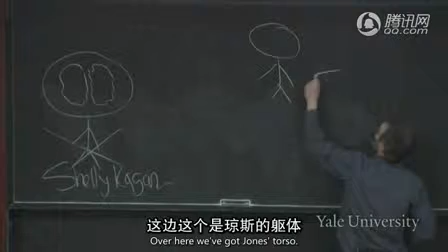 腾讯网
QQ.com
Shelly Kagan
这边这个是琼斯的躯体
Over here we've got Jones' torso.
Yale University